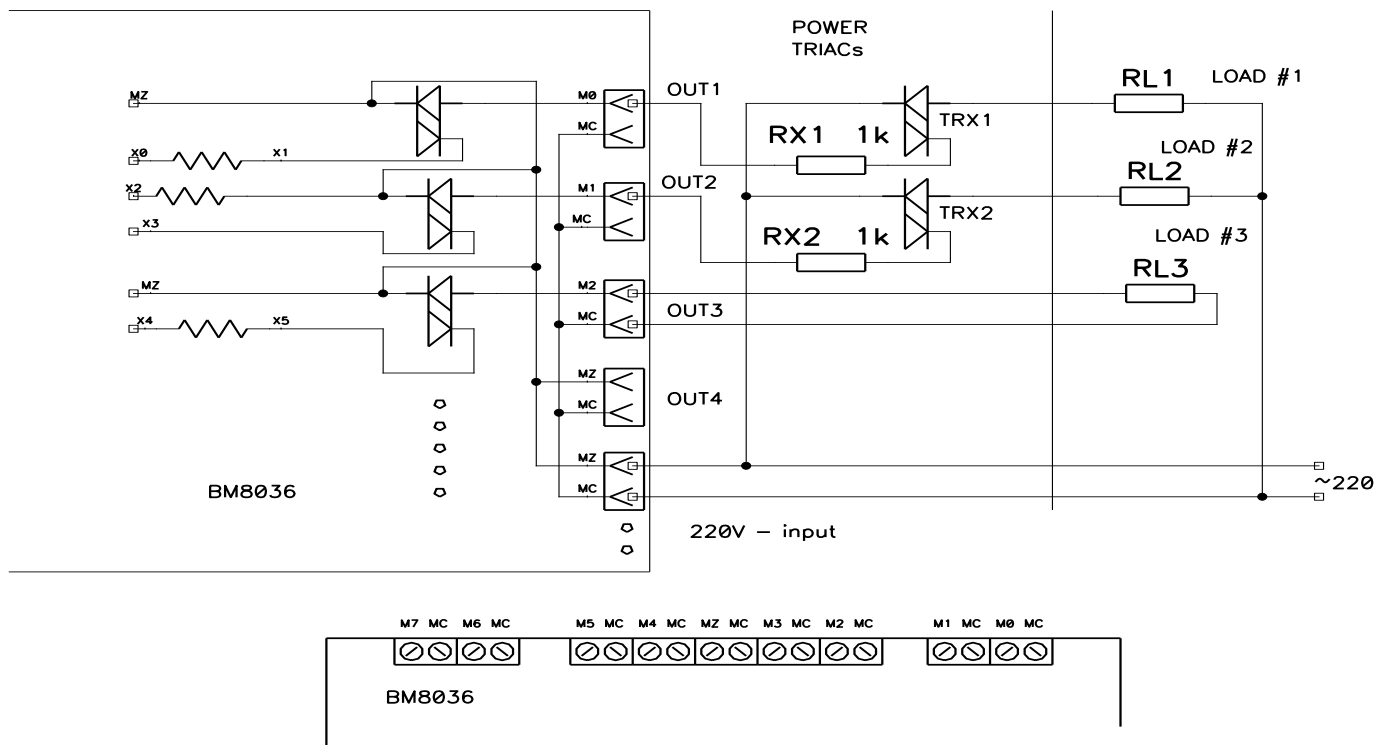 POWER
TRIACs
MZ
M0
OUT1
RL1
LOAD #1
TRX1
MC
RX1 1k
X0
X1
LOAD #2
X2
M1
OUT2
RL2
TRX2
MC
X3
RX2 1k
LOAD #3
MZ
M2
RL3
OUT3
X4
X5
MC
MZ
OUT4
MC
MZ
~220
MC
BM8036
220V – input
M7 MC M6 MC M5 MC M4 MC MZ MC M3 MC M2 MC M1 MC M0 MC
BM8036